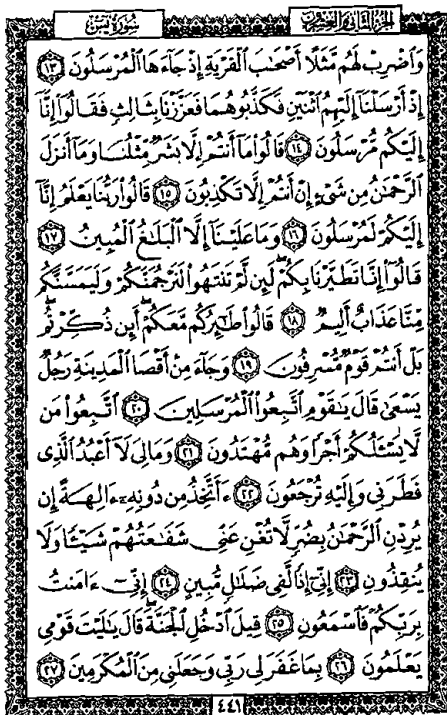 سورة يس
الجزء الثاني والعشرون
وَٱضْرِبْ لَهُم مَّثَلًا أَصْحَٰبَ ٱلْقَرْيَةِ إِذْ جَآءَهَا ٱلْمُرْسَلُونَ ١٣
إِذْ أَرْسَلْنَآ إِلَيْهِمُ ٱثْنَيْنِ فَكَذَّبُوهُمَا فَعَزَّزْنَا بِثَالِثٍ فَقَالُوٓا۟ إِنَّآ
إِلَيْكُم مُّرْسَلُونَ ١٤ قَالُوا۟ مَآ أَنتُمْ إِلَّا بَشَرٌ مِّثْلُنَا وَمَآ أَنزَلَ
ٱلرَّحْمَٰنُ مِن شَىْءٍ إِنْ أَنتُمْ إِلَّا تَكْذِبُونَ ١٥ قَالُوا۟ رَبُّنَا يَعْلَمُ إِنَّآ
إِلَيْكُمْ لَمُرْسَلُونَ ١٦ وَمَا عَلَيْنَآ إِلَّا ٱلْبَلَٰغُ ٱلْمُبِينُ ١٧
قَالُوٓا۟ إِنَّا تَطَيَّرْنَا بِكُمْ ۖ لَئِن لَّمْ تَنتَهُوا۟ لَنَرْجُمَنَّكُمْ وَلَيَمَسَّنَّكُم
مِّنَّا عَذَابٌ أَلِيمٌ ١٨ قَالُوا۟ طَٰٓئِرُكُم مَّعَكُمْ ۚ أَئِن ذُكِّرْتُم ۚ
بَلْ أَنتُمْ قَوْمٌ مُّسْرِفُونَ ١٩ وَجَآءَ مِنْ أَقْصَا ٱلْمَدِينَةِ رَجُلٌ
يَسْعَىٰ قَالَ يَٰقَوْمِ ٱتَّبِعُوا۟ ٱلْمُرْسَلِينَ ٢٠ ٱتَّبِعُوا۟ مَن
لَّا يَسْـَٔلُكُمْ أَجْرًا وَهُم مُّهْتَدُونَ ٢١ وَمَا لِىَ لَآ أَعْبُدُ ٱلَّذِى
فَطَرَنِى وَإِلَيْهِ تُرْجَعُونَ ٢٢ ءَأَتَّخِذُ مِن دُونِهِۦٓ ءَالِهَةً إِن
يُرِدْنِ ٱلرَّحْمَٰنُ بِضُرٍّ لَّا تُغْنِ عَنِّى شَفَٰعَتُهُمْ شَيْـًٔا وَلَا
يُنقِذُونِ ٢٣ إِنِّىٓ إِذًا لَّفِى ضَلَٰلٍ مُّبِينٍ ٢٤ إِنِّىٓ ءَامَنتُ
بِرَبِّكُمْ فَٱسْمَعُونِ ٢٥ قِيلَ ٱدْخُلِ ٱلْجَنَّةَ ۖ قَالَ يَٰلَيْتَ قَوْمِى
يَعْلَمُونَ ٢٦ بِمَا غَفَرَ لِى رَبِّى وَجَعَلَنِى مِنَ ٱلْمُكْرَمِينَ ٢٧
٤٤١